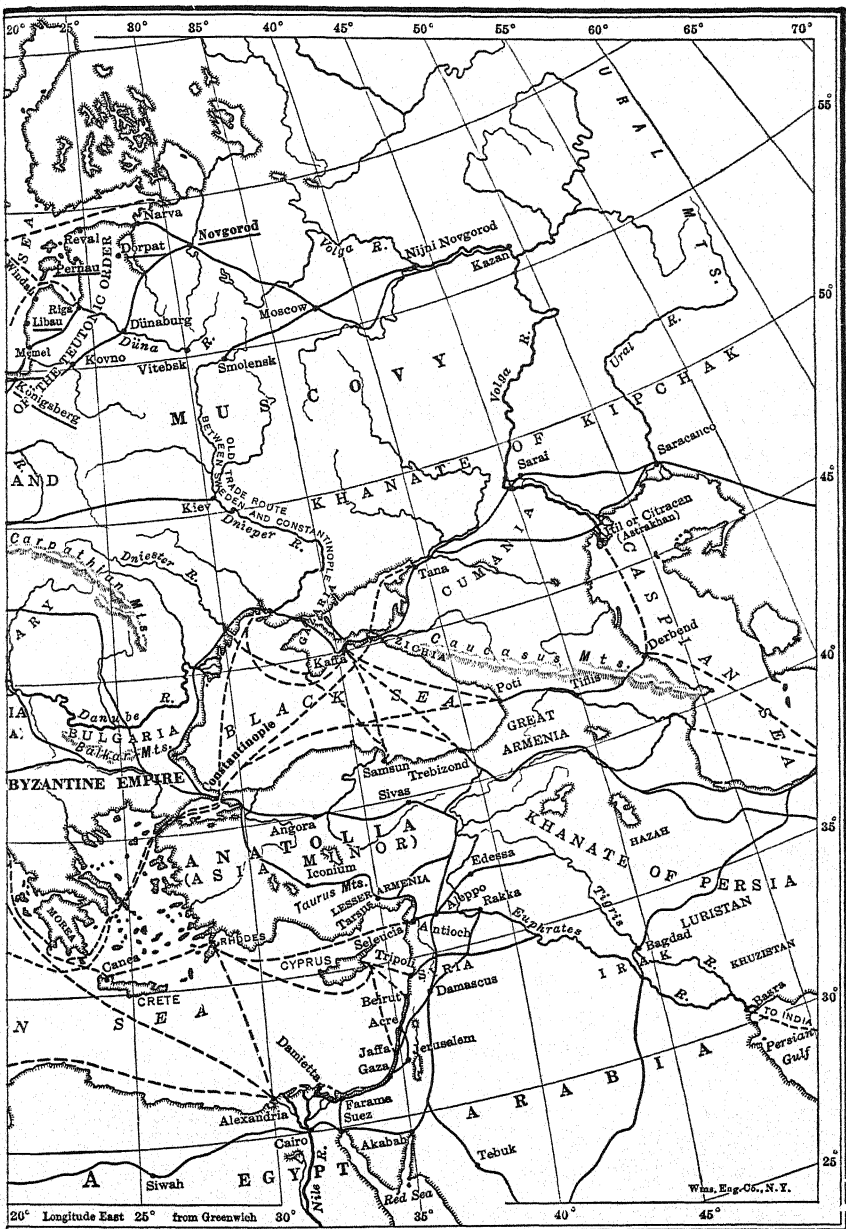 20° 25° 30° 35° 40° 45° 50° 55° 60° 65° 70°
URAL MTS.
55°
SEA
Narva
Reval
Novgorod
Dorpat
Pernau
Windau
Volga R.
Nijni Novgorod
Kazan
50°
Riga
Libau
OF THE TEUTONIC ORDER
Dünaburg
Moscow
Memel
Kovno
Düna R.
Vitebsk
Smolensk
Königsberg
Volga R.
Ural R.
MUSCOVY
OLD TRADE ROUTE
BETWEEN SWEDEN AND CONSTANTINOPLE
KHANATE OF KIPCHAK
Saracanco
Sarai
45°
R.
AND
Kiev
Dnieper R.
Itil or Citracan
(Astrakhan)
CUMANIA
Carpathian Mts.
Dniester R.
Tana
CASPIAN SEA
ARY
GAZARIA
Kaffa
ZICHIA
Caucasus Mts.
Derbend
40°
Poti
Tiflis
Danube R.
BLACK SEA
IA
A)
BULGARIA
Balkan Mts.
GREAT
ARMENIA
Constantinople
Samsun
Trebizond
BYZANTINE EMPIRE
Sivas
35°
Angora
ANATOLIA
(ASIA MINOR)
Iconium
KHANATE OF PERSIA
HAZAH
Edessa
Taurus Mts.
LESSER ARMENIA
Tarsus
Aleppo
Rakka
Tigris
LURISTAN
MOREA
RHODES
Seleucia
Antioch
Euphrates R.
Bagdad
KHUZISTAN
Canea
CYPRUS
Tripoli
SYRIA
IRAK
R.
CRETE
Damascus
Beirut
Basra
30°
N SEA
TO INDIA
Acre
Persian
Gulf
Damietta
Jaffa
Jerusalem
Gaza
ARABIA
Farama
Alexandria
Suez
Cairo
Akabah
Tebuk
25°
A
EGYPT
Siwah
Nile R.
Red Sea
Wms. Eng. Co., N.Y.
20° Longitude East 25° from Greenwich 30° 35° 40° 45°